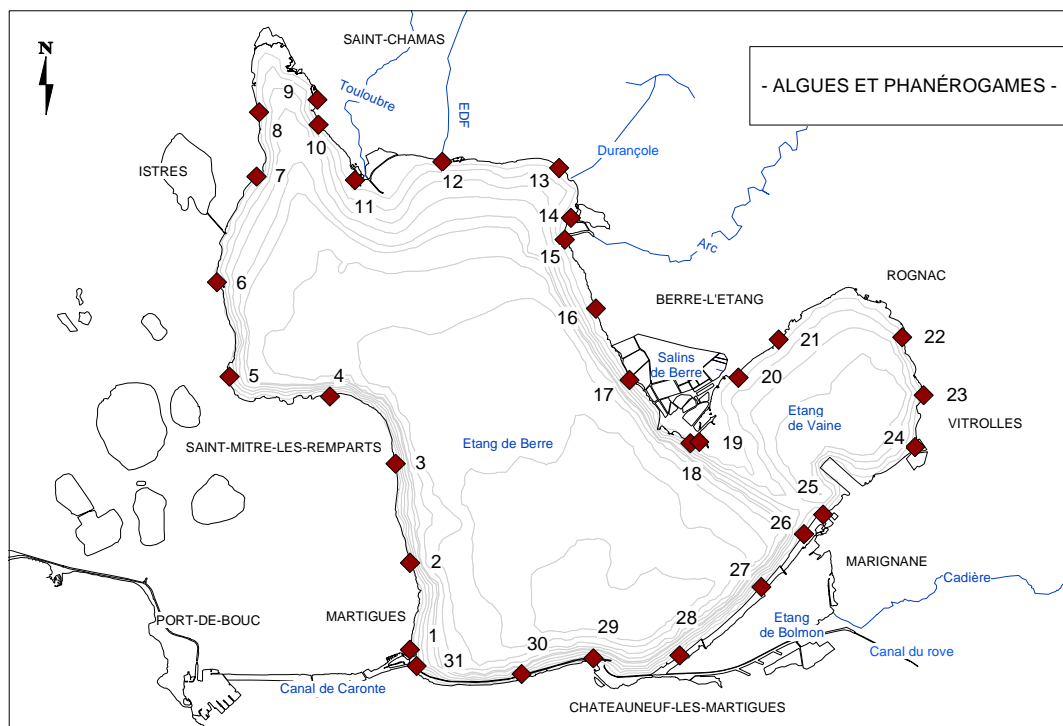 SAINT-CHAMAS
N
- ALGUES ET PHANÉROGAMES -
Touloubre
EDF
9
8
10
Durançole
ISTRES
7
11
12
13
14
15
Arc
6
ROGNAC
BERRE-L'ETANG
16
21
22
Salins
de Berre
5
4
17
20
23
Etang
de Vaine
VITROLLES
SAINT-MITRE-LES-REMPARTS
Etang de Berre
19
24
18
3
25
26
2
MARIGNANE
27
Cadière
PORT-DE-BOUC
MARTIGUES
Etang
de Bolmon
1
28
29
30
31
Canal du rove
Canal de Caronte
CHATEAUNEUF-LES-MARTIGUES